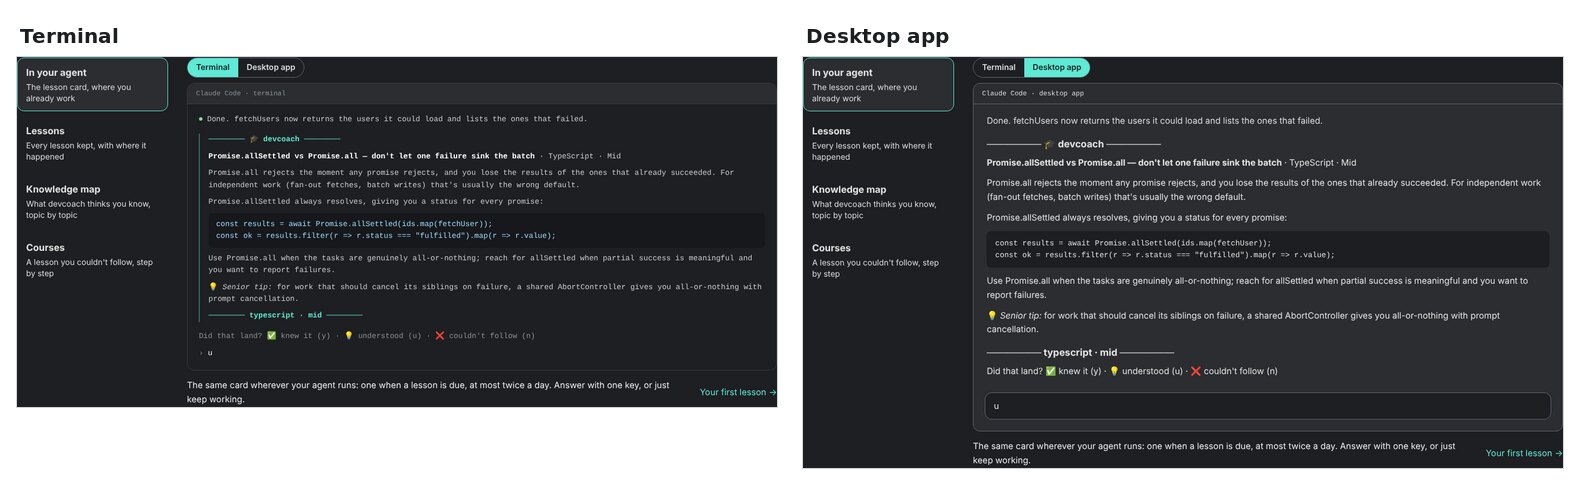 Terminal
In your agent
The lesson card, where you
already work
Lessons
Every lesson kept, with where it
happened
Knowledge map
What devcoach thinks you know,
topic by topic
Courses
A lesson you couldn't follow, step
by step
Terminal Desktop app
Claude Code · terminal
● Done. fetchUsers now returns the users it could load and lists the ones that failed.
🎓 devcoach
Promise.allSettled vs Promise.all — don't let one failure sink the batch · TypeScript · Mid
Promise.all rejects the moment any promise rejects, and you lose the results of the ones that already succeeded. For
independent work (fan-out fetches, batch writes) that's usually the wrong default.
Promise.allSettled always resolves, giving you a status for every promise:
const results = await Promise.allSettled(ids.map(fetchUser));
const ok = results.filter(r => r.status === "fulfilled").map(r => r.value);
Use Promise.all when the tasks are genuinely all-or-nothing; reach for allSettled when partial success is meaningful and
you want to report failures.
💡 Senior tip: for work that should cancel its siblings on failure, a shared AbortController gives you all-or-nothing with
prompt cancellation.
typescript · mid
Did that land? ✅ knew it (y) · 💡 understood (u) · ❌ couldn't follow (n)
› u
The same card wherever your agent runs: one when a lesson is due, at most twice a day. Answer with one key, or just
keep working.
Your first lesson →
Desktop app
In your agent
The lesson card, where you
already work
Lessons
Every lesson kept, with where it
happened
Knowledge map
What devcoach thinks you know,
topic by topic
Courses
A lesson you couldn't follow, step
by step
Terminal Desktop app
Claude Code · desktop app
Done. fetchUsers now returns the users it could load and lists the ones that failed.
🎓 devcoach
Promise.allSettled vs Promise.all — don't let one failure sink the batch · TypeScript · Mid
Promise.all rejects the moment any promise rejects, and you lose the results of the ones that already succeeded. For independent work
(fan-out fetches, batch writes) that's usually the wrong default.
Promise.allSettled always resolves, giving you a status for every promise:
const results = await Promise.allSettled(ids.map(fetchUser));
const ok = results.filter(r => r.status === "fulfilled").map(r => r.value);
Use Promise.all when the tasks are genuinely all-or-nothing; reach for allSettled when partial success is meaningful and you want to
report failures.
💡 Senior tip: for work that should cancel its siblings on failure, a shared AbortController gives you all-or-nothing with prompt
cancellation.
typescript · mid
Did that land? ✅ knew it (y) · 💡 understood (u) · ❌ couldn't follow (n)
u
The same card wherever your agent runs: one when a lesson is due, at most twice a day. Answer with one key, or just
keep working.
Your first lesson →